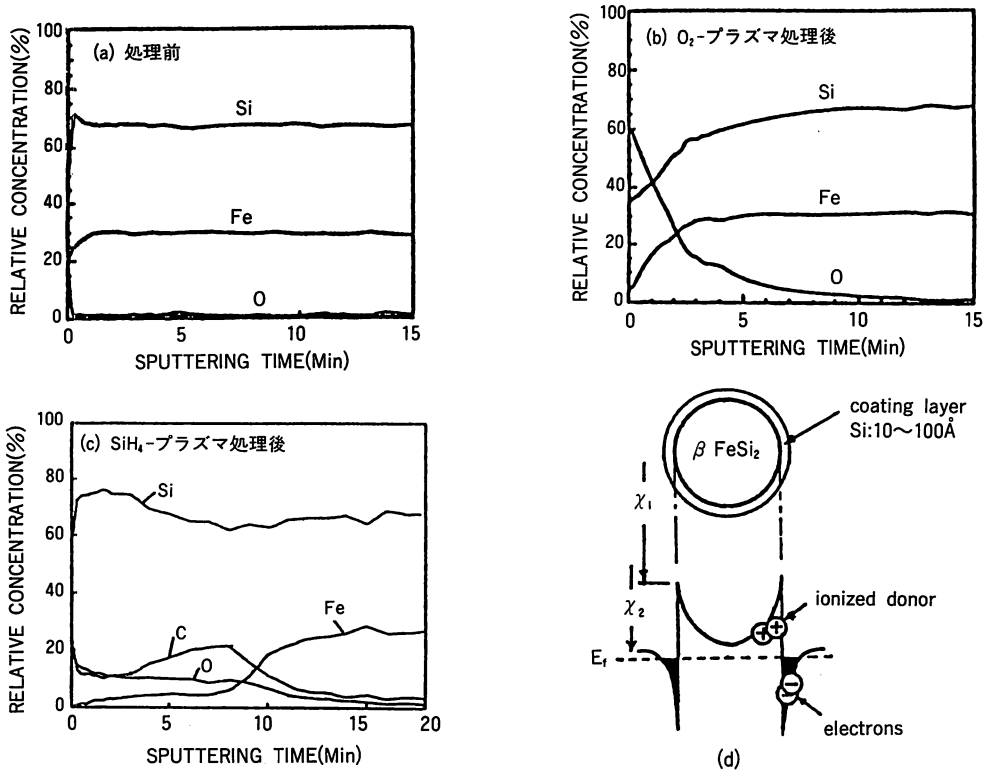 (a) 処理前
RELATIVE CONCENTRATION(%)
100
80
60
40
20
0
Si
Fe
O
0
5
10
15
SPUTTERING TIME(Min)
(b) O₂-プラズマ処理後
RELATIVE CONCENTRATION(%)
100
80
60
40
20
0
Si
Fe
O
0
5
10
15
SPUTTERING TIME(Min)
(c) SiH₄-プラズマ処理後
RELATIVE CONCENTRATION(%)
100
80
60
40
20
0
Si
C
O
Fe
0
5
10
15
20
SPUTTERING TIME(Min)
coating layer
Si:10～100Å
β FeSi₂
χ₁
χ₂
ionized donor
+
+
Ef
−
−
electrons
(d)